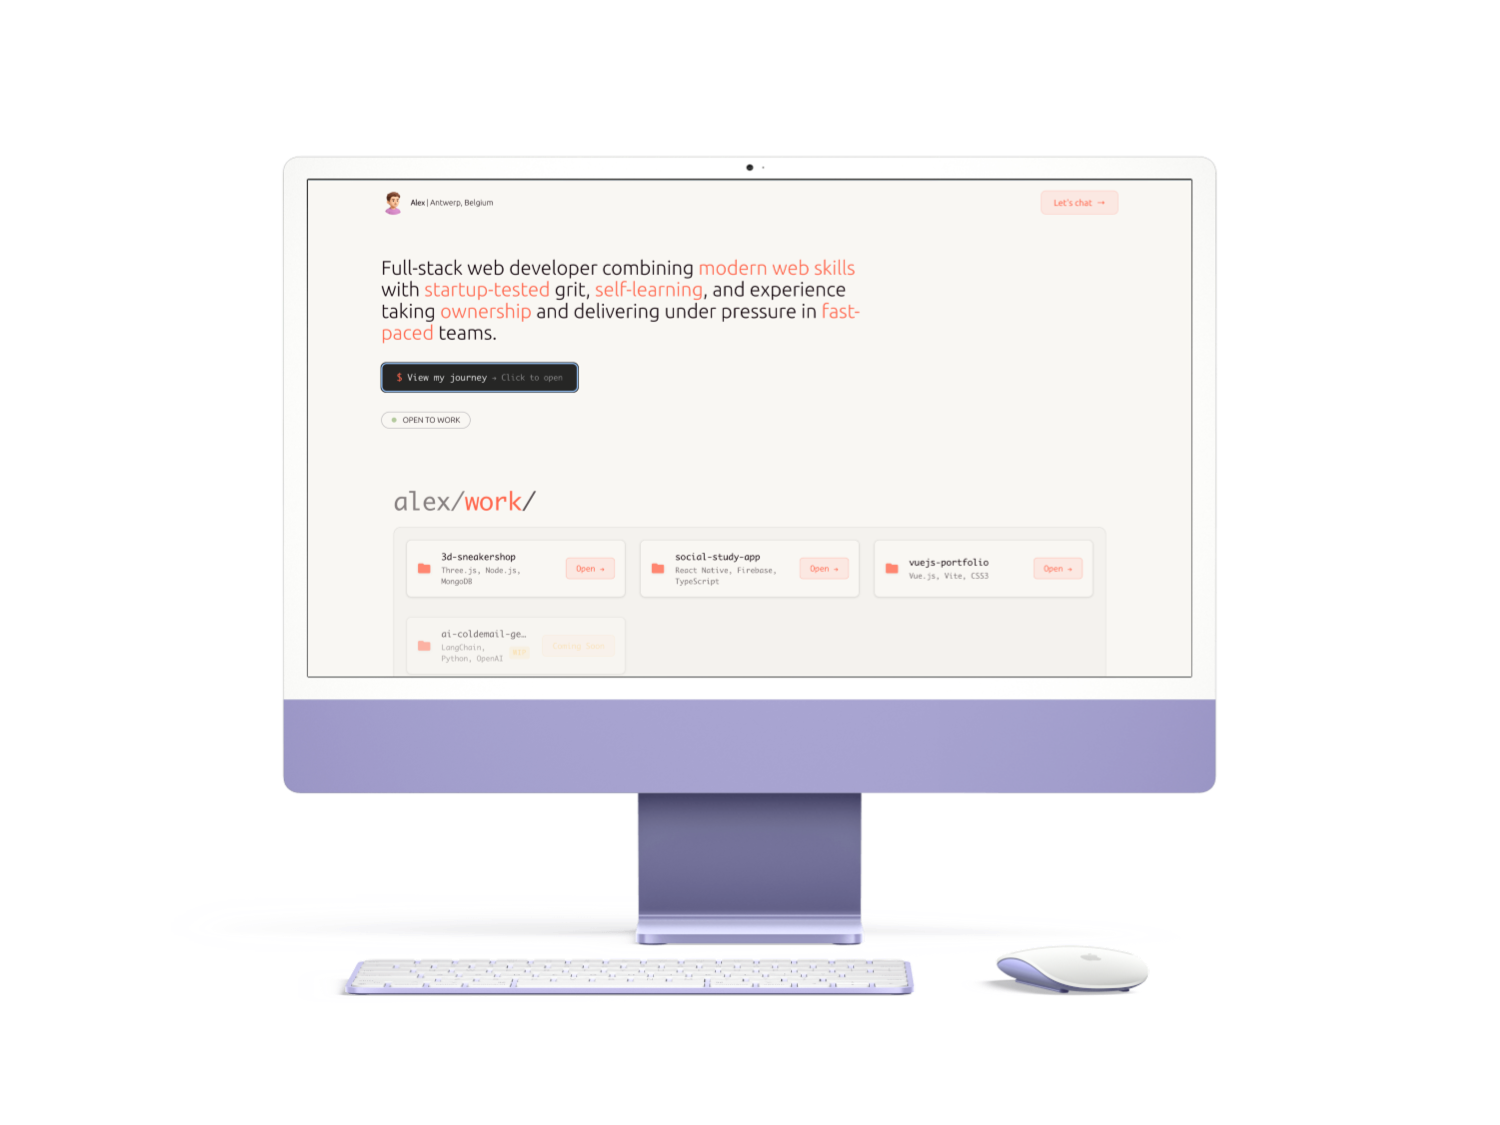 Alex | Antwerp, Belgium
Let's chat →
Full-stack web developer combining modern web skills
with startup-tested grit, self-learning, and experience
taking ownership and delivering under pressure in fast-
paced teams.
$ View my journey → Click to open
OPEN TO WORK
alex/work/
3d-sneakershop
Three.js, Node.js,
MongoDB
Open →
social-study-app
React Native, Firebase,
TypeScript
Open →
vuejs-portfolio
Vue.js, Vite, CSS3
Open →
ai-coldemail-ge…
LangChain,
Python, OpenAI
Coming Soon